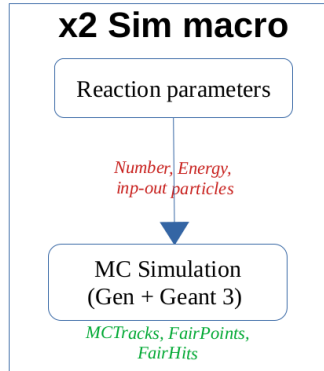 x2 Sim macro
Reaction parameters
Number, Energy,
inp-out particles
MC Simulation
(Gen + Geant 3)
MCTracks, FairPoints,
FairHits